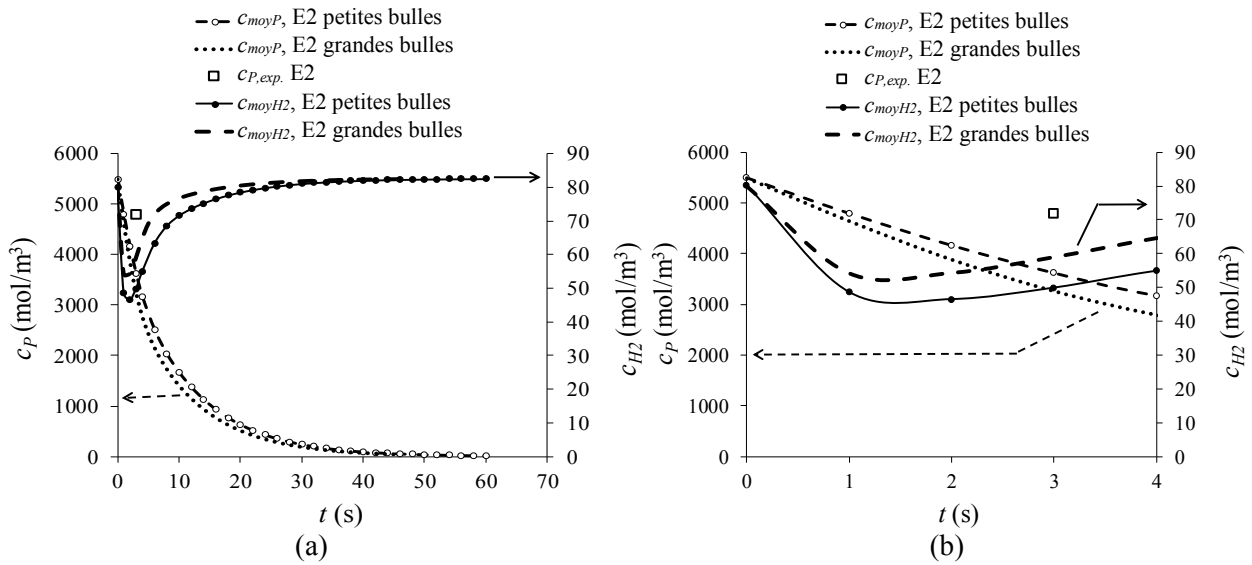 c_moyP, E2 petites bulles
c_moyP, E2 grandes bulles
c_P,exp. E2
c_moyH2, E2 petites bulles
c_moyH2, E2 grandes bulles
6000
5000
4000
3000
2000
1000
0
c_P (mol/m³)
90
80
70
60
50
40
30
20
10
0
c_H2 (mol/m³)
0 10 20 30 40 50 60 70
t (s)
(a)
c_moyP, E2 petites bulles
c_moyP, E2 grandes bulles
c_P,exp. E2
c_moyH2, E2 petites bulles
c_moyH2, E2 grandes bulles
6000
5000
4000
3000
2000
1000
0
c_P (mol/m³)
90
80
70
60
50
40
30
20
10
0
c_H2 (mol/m³)
0 1 2 3 4
t (s)
(b)